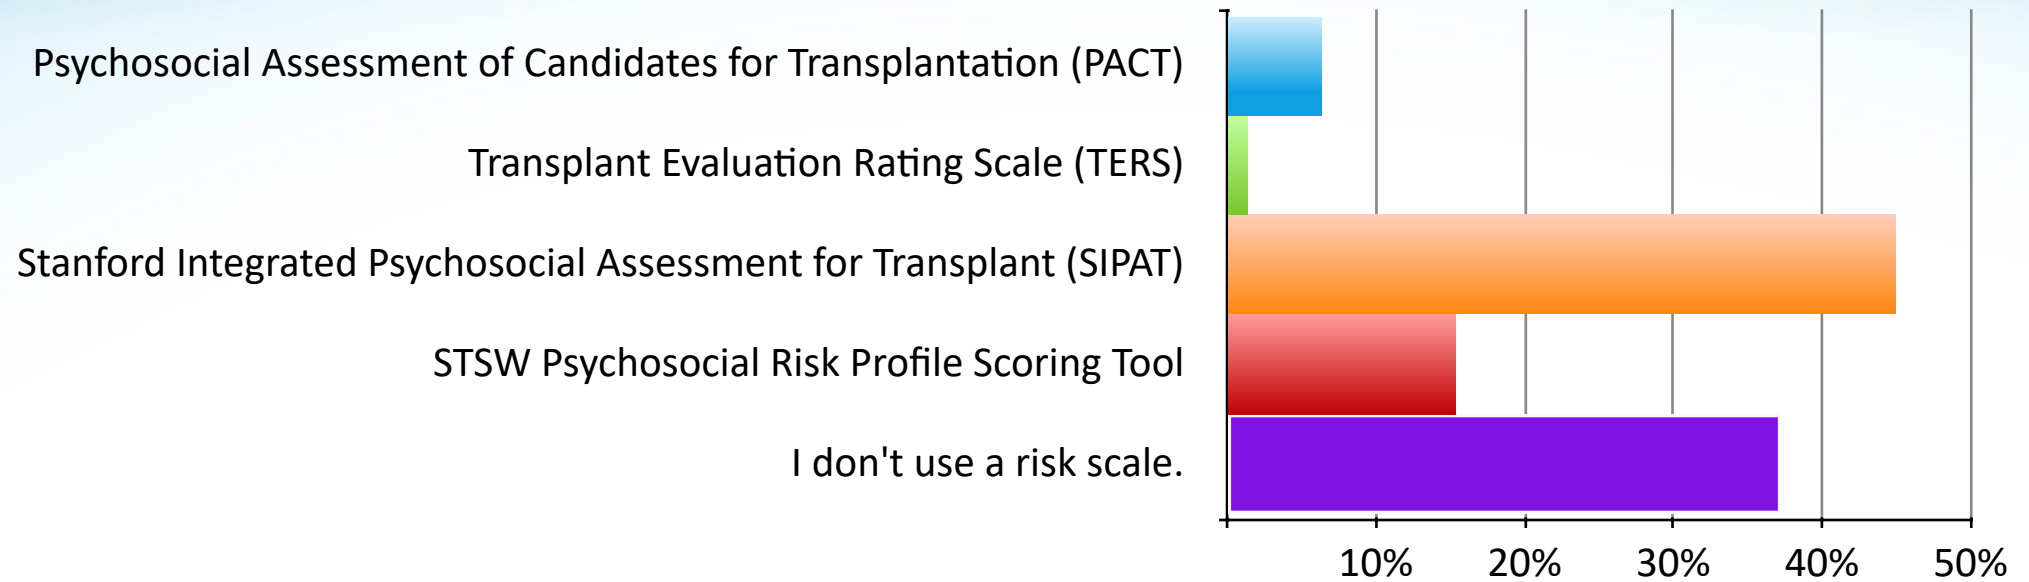 Psychosocial Assessment of Candidates for Transplantation (PACT)
Transplant Evaluation Rating Scale (TERS)
Stanford Integrated Psychosocial Assessment for Transplant (SIPAT)
STSW Psychosocial Risk Profile Scoring Tool
I don't use a risk scale.
10% 20% 30% 40% 50%